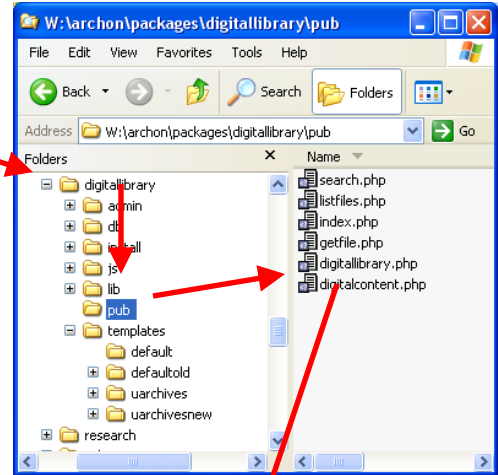 W:\archon\packages\digitallibrary\pub
File Edit View Favorites Tools Help
Back Search Folders
Address W:\archon\packages\digitallibrary\pub Go
Folders x Name
digitallibrary
admin
db
install
js
lib
pub
templates
default
defaultold
uarchives
uarchivesnew
research
search.php
listfiles.php
index.php
getfile.php
digitallibrary.php
digitalcontent.php